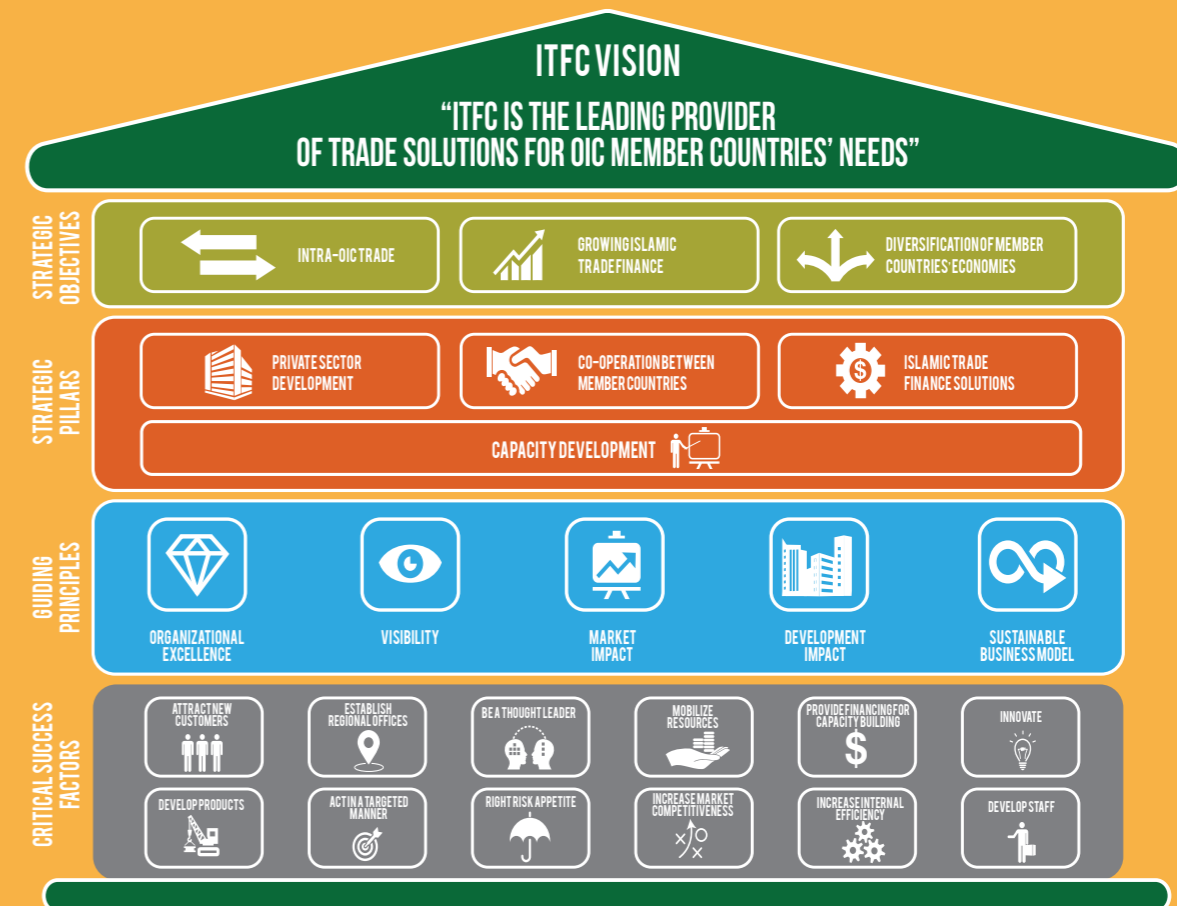 ITFC VISION
“ITFC IS THE LEADING PROVIDER
OF TRADE SOLUTIONS FOR OIC MEMBER COUNTRIES’ NEEDS”
STRATEGIC
OBJECTIVES
INTRA-OIC TRADE
GROWING ISLAMIC
TRADE FINANCE
DIVERSIFICATION OF MEMBER
COUNTRIES’ ECONOMIES
STRATEGIC
PILLARS
PRIVATE SECTOR
DEVELOPMENT
CO-OPERATION BETWEEN
MEMBER COUNTRIES
$
ISLAMIC TRADE
FINANCE SOLUTIONS
CAPACITY DEVELOPMENT
GUIDING
PRINCIPLES
ORGANIZATIONAL
EXCELLENCE
VISIBILITY
MARKET
IMPACT
DEVELOPMENT
IMPACT
SUSTAINABLE
BUSINESS MODEL
CRITICAL SUCCESS
FACTORS
ATTRACT NEW
CUSTOMERS
ESTABLISH
REGIONAL OFFICES
BE A THOUGHT LEADER
MOBILIZE
RESOURCES
PROVIDE FINANCING FOR
CAPACITY BUILDING
$
INNOVATE
DEVELOP PRODUCTS
ACT IN A TARGETED
MANNER
RIGHT RISK APPETITE
INCREASE MARKET
COMPETITIVENESS
INCREASE INTERNAL
EFFICIENCY
DEVELOP STAFF